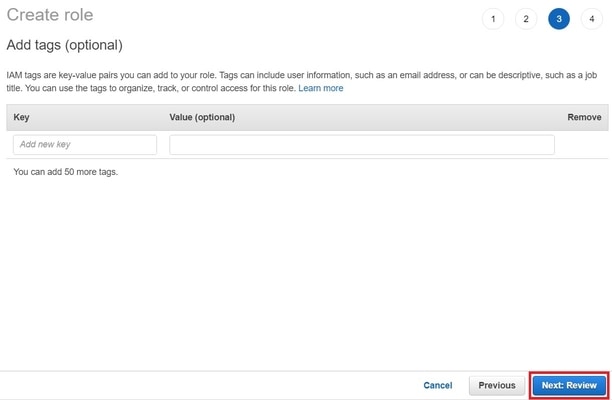 Create role
1 2 3 4
Add tags (optional)
IAM tags are key-value pairs you can add to your role. Tags can include user information, such as an email address, or can be descriptive, such as a job
title. You can use the tags to organize, track, or control access for this role. Learn more
Key Value (optional) Remove
Add new key
You can add 50 more tags.
Cancel Previous Next: Review